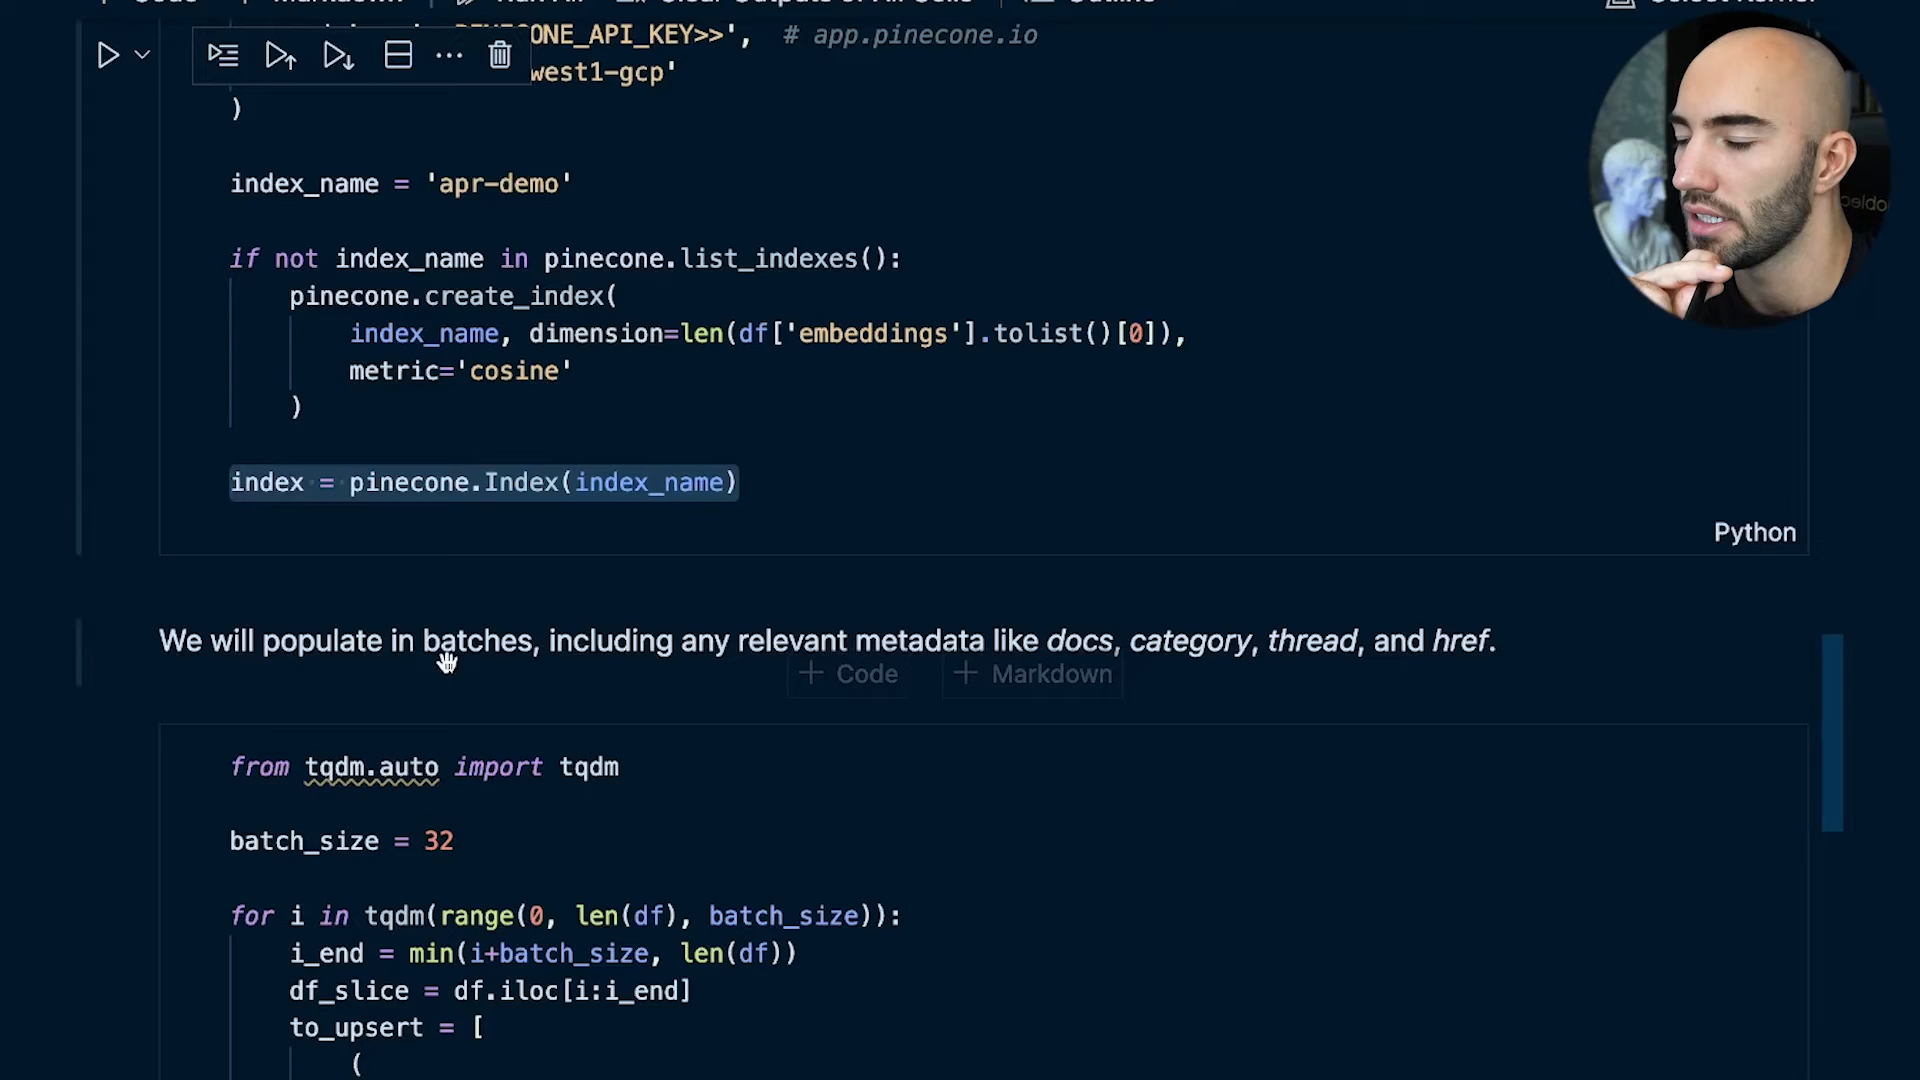 PINECONE_API_KEY>>', # app.pinecone.io
west1-gcp'
)
index_name = 'apr-demo'
if not index_name in pinecone.list_indexes():
pinecone.create_index(
index_name, dimension=len(df['embeddings'].tolist()[0]),
metric='cosine'
)
index = pinecone.Index(index_name)
Python
We will populate in batches, including any relevant metadata like docs, category, thread, and href.
+ Code + Markdown
from tqdm.auto import tqdm
batch_size = 32
for i in tqdm(range(0, len(df), batch_size)):
i_end = min(i+batch_size, len(df))
df_slice = df.iloc[i:i_end]
to_upsert = [
(